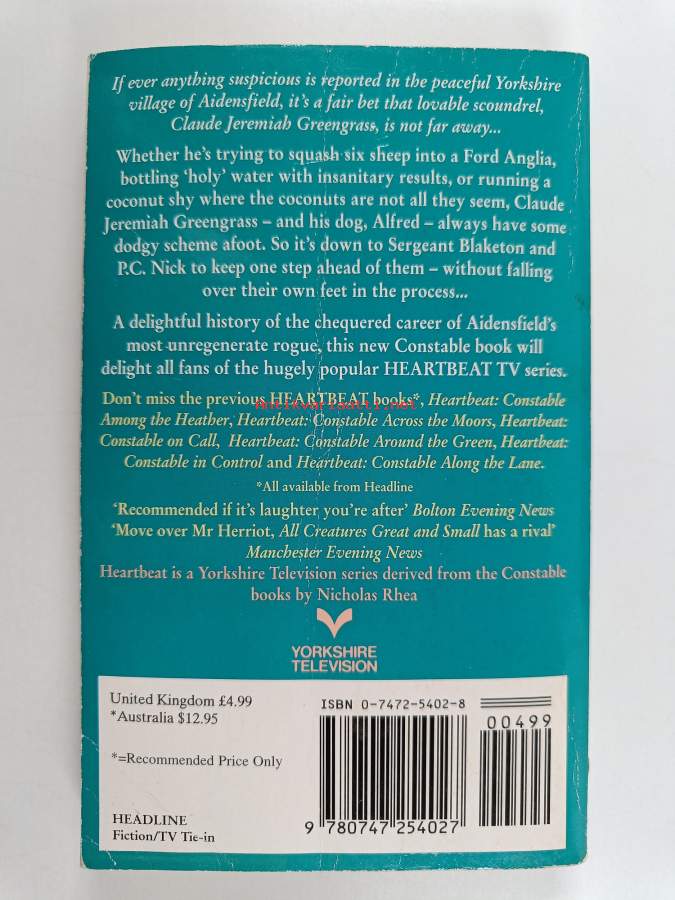 If ever anything suspicious is reported in the peaceful Yorkshire
village of Aidensfield, it's a fair bet that lovable scoundrel,
Claude Jeremiah Greengrass, is not far away...
Whether he's trying to squash six sheep into a Ford Anglia,
bottling 'holy' water with insanitary results, or running a
coconut shy where the coconuts are not all they seem, Claude
Jeremiah Greengrass – and his dog, Alfred – always have some
dodgy scheme afoot. So it's down to Sergeant Blaketon and
P.C. Nick to keep one step ahead of them – without falling
over their own feet in the process...
A delightful history of the chequered career of Aidensfield's
most unregenerate rogue, this new Constable book will
delight all fans of the hugely popular HEARTBEAT TV series.
Don't miss the previous HEARTBEAT books*, Heartbeat: Constable
antikvariaatti.net
Among the Heather, Heartbeat: Constable Across the Moors, Heartbeat:
Constable on Call, Heartbeat: Constable Around the Green, Heartbeat:
Constable in Control and Heartbeat: Constable Along the Lane.
*All available from Headline
'Recommended if it's laughter you're after' Bolton Evening News
'Move over Mr Herriot, All Creatures Great and Small has a rival'
Manchester Evening News
Heartbeat is a Yorkshire Television series derived from the Constable
books by Nicholas Rhea
YORKSHIRE
TELEVISION
United Kingdom £4.99
*Australia $12.95
*=Recommended Price Only
HEADLINE
Fiction/TV Tie-in
ISBN 0-7472-5402-8
00499
9 780747 254027